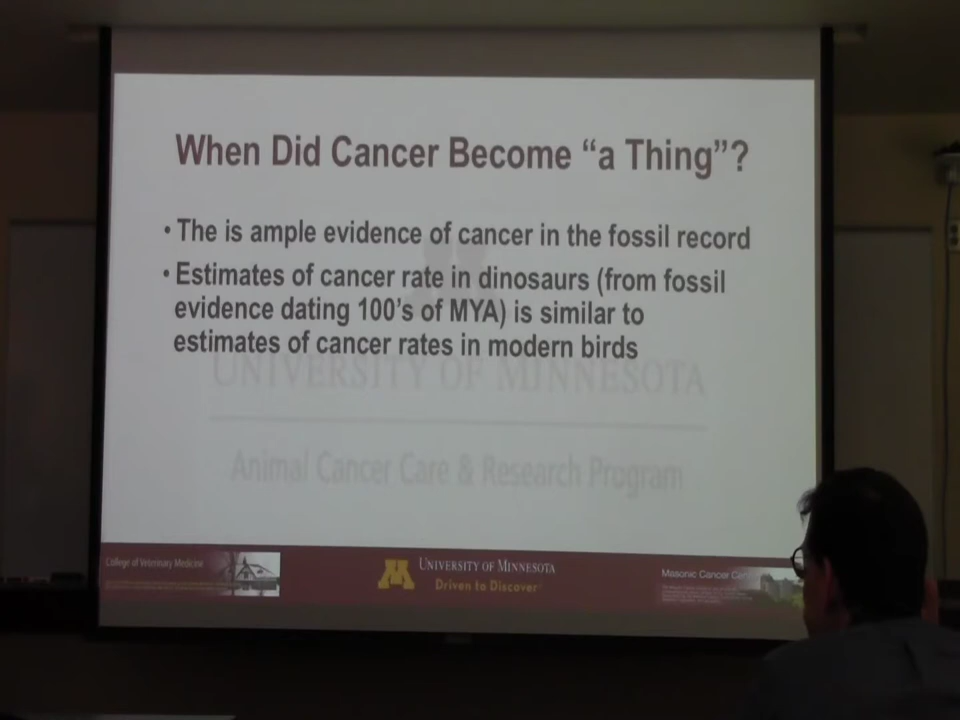 When Did Cancer Become “a Thing”?
• The is ample evidence of cancer in the fossil record
• Estimates of cancer rate in dinosaurs (from fossil
evidence dating 100’s of MYA) is similar to
estimates of cancer rates in modern birds
UNIVERSITY OF MINNESOTA
Animal Cancer Care & Research Program
College of Veterinary Medicine
M
UNIVERSITY OF MINNESOTA
Driven to Discover
Masonic Cancer